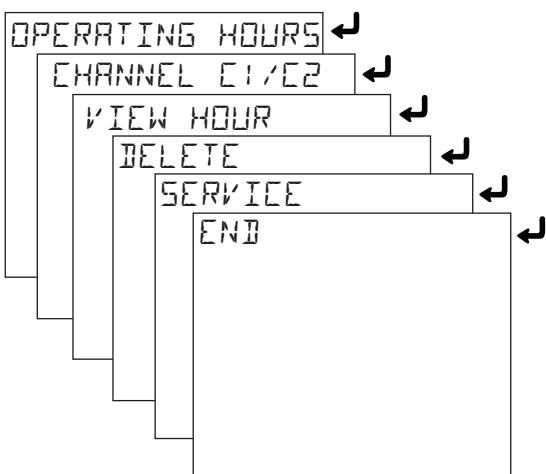 OPERATING HOURS
CHANNEL C1/C2
VIEW HOUR
DELETE
SERVICE
END